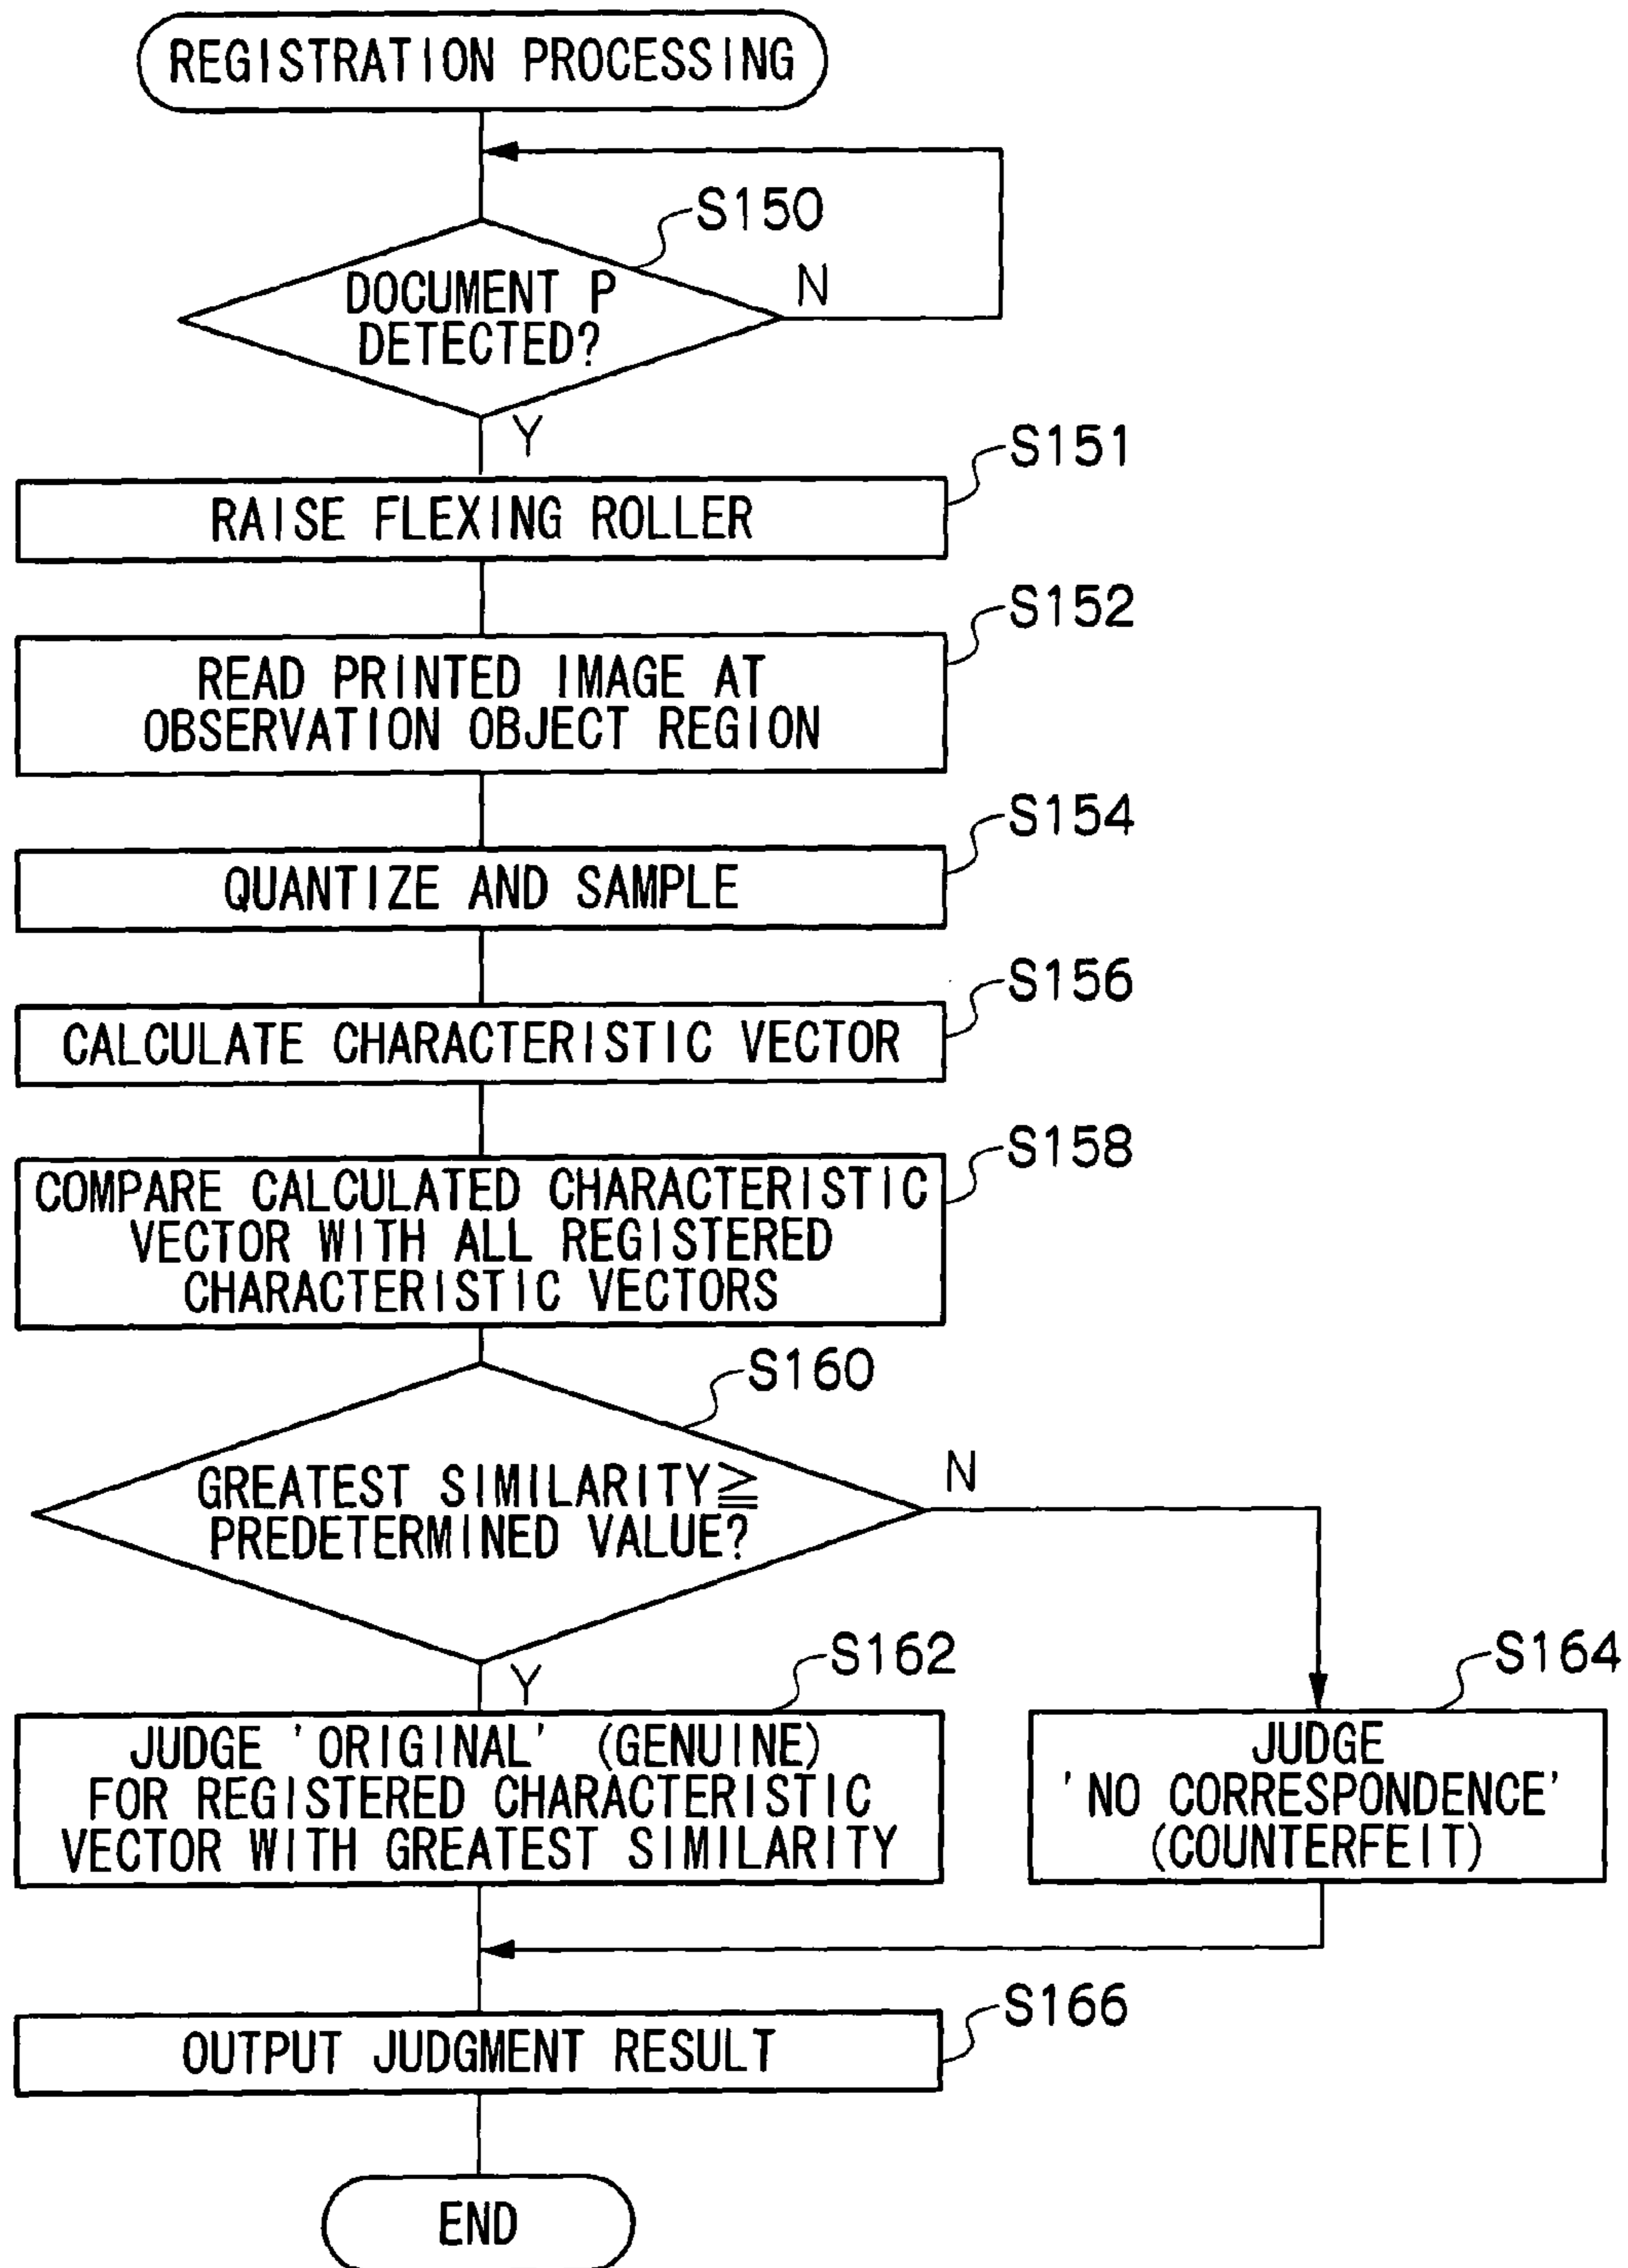 REGISTRATION PROCESSING
S150
DOCUMENT P
DETECTED?
N
Y
S151
RAISE FLEXING ROLLER
S152
READ PRINTED IMAGE AT
OBSERVATION OBJECT REGION
S154
QUANTIZE AND SAMPLE
S156
CALCULATE CHARACTERISTIC VECTOR
S158
COMPARE CALCULATED CHARACTERISTIC
VECTOR WITH ALL REGISTERED
CHARACTERISTIC VECTORS
S160
GREATEST SIMILARITY≧
PREDETERMINED VALUE?
N
Y
S162
JUDGE 'ORIGINAL' (GENUINE)
FOR REGISTERED CHARACTERISTIC
VECTOR WITH GREATEST SIMILARITY
S164
JUDGE
'NO CORRESPONDENCE'
(COUNTERFEIT)
S166
OUTPUT JUDGMENT RESULT
END